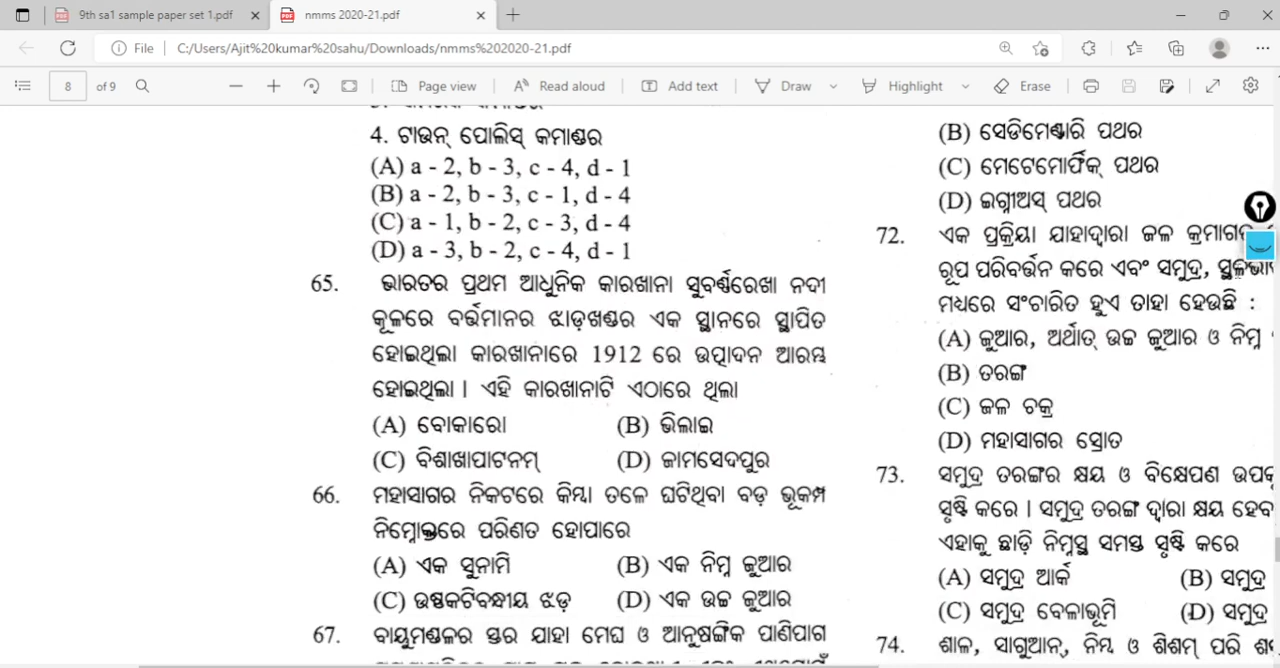 9th sa1 sample paper set 1.pdf
nmms 2020-21.pdf
File
C:/Users/Ajit%20kumar%20sahu/Downloads/nmms%202020-21.pdf
8 of 9
Page view
Read aloud
Add text
Draw
Highlight
Erase
4. ଟାଉନ୍ ପୋଲିସ୍ କମାଣ୍ଡର
(A) a - 2, b - 3, c - 4, d - 1
(B) a - 2, b - 3, c - 1, d - 4
(C) a - 1, b - 2, c - 3, d - 4
(D) a - 3, b - 2, c - 4, d - 1
65. ଭାରତର ପ୍ରଥମ ଆଧୁନିକ କାରଖାନା ସୁବର୍ଣ୍ଣରେଖା ନଦୀ
କୂଳରେ ବର୍ତ୍ତମାନର ଝାଡ଼ଖଣ୍ଡର ଏକ ସ୍ଥାନରେ ସ୍ଥାପିତ
ହୋଇଥିଲା କାରଖାନାରେ 1912 ରେ ଉତ୍ପାଦନ ଆରମ୍ଭ
ହୋଇଥିଲା । ଏହି କାରଖାନାଟି ଏଠାରେ ଥିଲା
(A) ବୋକାରୋ (B) ଭିଲାଇ
(C) ବିଶାଖାପାଟନମ୍ (D) ଜାମସେଦପୁର
66. ମହାସାଗର ନିକଟରେ କିମ୍ବା ତଳେ ଘଟିଥିବା ବଡ଼ ଭୂକମ୍ପ
ନିମ୍ନୋକ୍ତରେ ପରିଣତ ହୋପାରେ
(A) ଏକ ସୁନାମି (B) ଏକ ନିମ୍ନ ଜୁଆର
(C) ଉଷ୍ଣକଟିବନ୍ଧୀୟ ଝଡ଼ (D) ଏକ ଉଚ୍ଚ ଜୁଆର
67. ବାୟୁମଣ୍ଡଳର ସ୍ତର ଯାହା ମେଘ ଓ ଆନୁଷଙ୍ଗିକ ପାଣିପାଗ
(B) ସେଡିମେଣ୍ଟାରି ପଥର
(C) ମେଟେମୋର୍ଫିକ୍ ପଥର
(D) ଇଗ୍ନୀଅସ୍ ପଥର
72. ଏକ ପ୍ରକ୍ରିୟା ଯାହାଦ୍ୱାରା ଜଳ
ରୂପ ପରିବର୍ତ୍ତନ କରେ ଏବଂ ସମୁଦ୍ର,
ମଧ୍ୟରେ ସଂଚାରିତ ହୁଏ ତାହା ହେଉଛି :
(A) ଜୁଆର, ଅର୍ଥାତ୍ ଉଚ୍ଚ ଜୁଆର ଓ ନିମ୍ନ
(B) ତରଙ୍ଗ
(C) ଜଳ ଚକ୍ର
(D) ମହାସାଗର ସ୍ରୋତ
73. ସମୁଦ୍ର ତରଙ୍ଗର କ୍ଷୟ ଓ ବିକ୍ଷେପଣ
ସୃଷ୍ଟି କରେ । ସମୁଦ୍ର ତରଙ୍ଗ ଦ୍ୱାରା କ୍ଷୟ ହେବ
ଏହାକୁ ଛାଡ଼ି ନିମ୍ନସ୍ଥ ସମସ୍ତ ସୃଷ୍ଟି କରେ
(A) ସମୁଦ୍ର ଆର୍କ (B) ସମୁଦ୍ର
(C) ସମୁଦ୍ର ବେଳାଭୂମି (D) ସମୁଦ୍ର
74. ଶାଳ, ସାଗୁଆନ୍, ନିମ୍ବ ଓ ଶିଶମ୍ ପରି